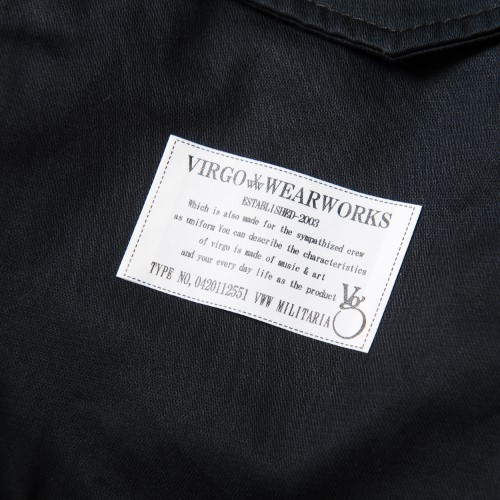 VIRGO VWW WEARWORKS
ESTABLISHED-2003
Which is also made for the sympathized crew
as uniform You can describe the characteristics
of virgo is made of music & art
and your every day life as the product
TYPE NO, 0420112551 VWW MILITARIA